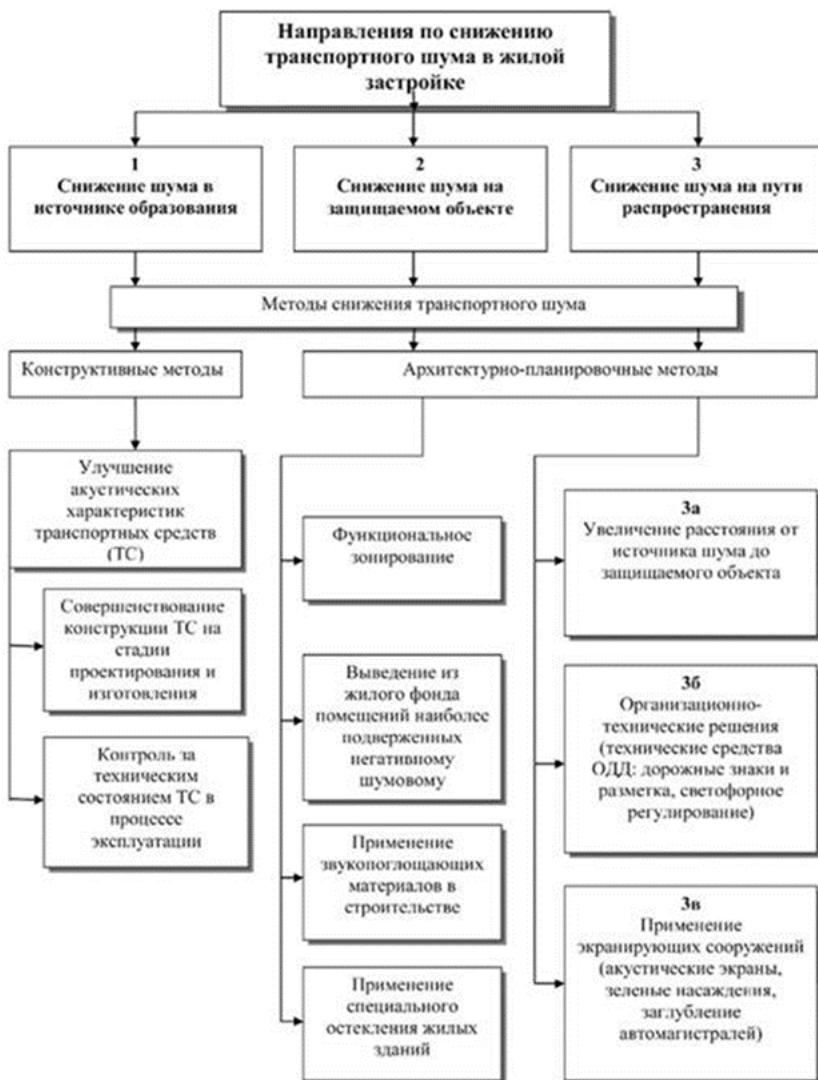 Направления по снижению
транспортного шума в жилой
застройке
1
Снижение шума в
источнике образования
2
Снижение шума на
защищаемом объекте
3
Снижение шума на пути
распространения
Методы снижения транспортного шума
Конструктивные методы
Архитектурно-планировочные методы
Улучшение
акустических
характеристик
транспортных средств
(ТС)
Совершенствование
конструкции ТС на
стадии
проектирования и
изготовления
Контроль за
техническим
состоянием ТС в
процессе
эксплуатации
Функциональное
зонирование
Выведение из
жилого фонда
помещений наиболее
подверженных
негативному
шумовому
Применение
звукопоглощающих
материалов в
строительстве
Применение
специального
остекления жилых
зданий
3а
Увеличение расстояния от
источника шума до
защищаемого объекта
3б
Организационно-
технические решения
(технические средства
ОДД: дорожные знаки и
разметка, светофорное
регулирование)
3в
Применение
экранирующих сооружений
(акустические экраны,
зеленые насаждения,
заглубление
автомагистралей)